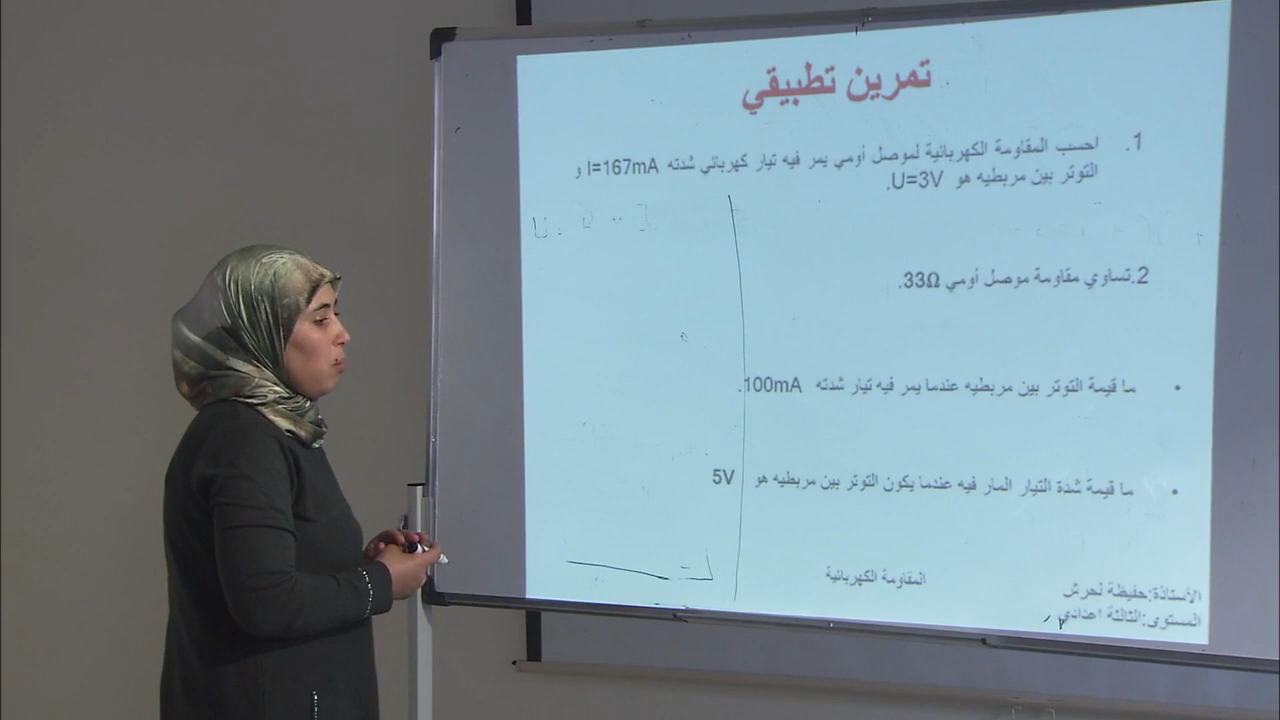 تمرين تطبيقي
1. احسب المقاومة الكهربائية لموصل أومي يمر فيه تيار كهربائي شدته I=167mA و
التوتر بين مربطيه هو U=3V.
2.تساوي مقاومة موصل أومي 33Ω.
• ما قيمة التوتر بين مربطيه عندما يمر فيه تيار شدته 100mA.
• ما قيمة شدة التيار المار فيه عندما يكون التوتر بين مربطيه هو 5V
المقاومة الكهربائية
الأستاذة:حفيظة لحرش
المستوى:الثالثة اعدادي